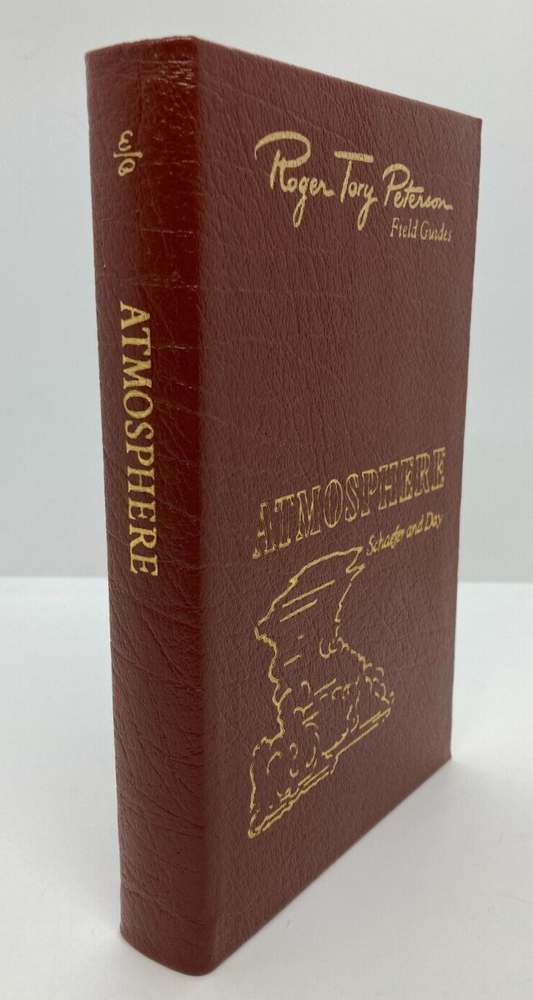 Roger Tory Peterson
Field Guides
ATMOSPHERE
Schaefer and Day
ATMOSPHERE